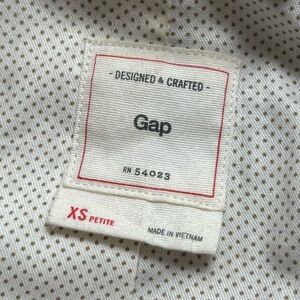 - DESIGNED & CRAFTED -
Gap
RN 54023
XS PETITE
MADE IN VIETNAM